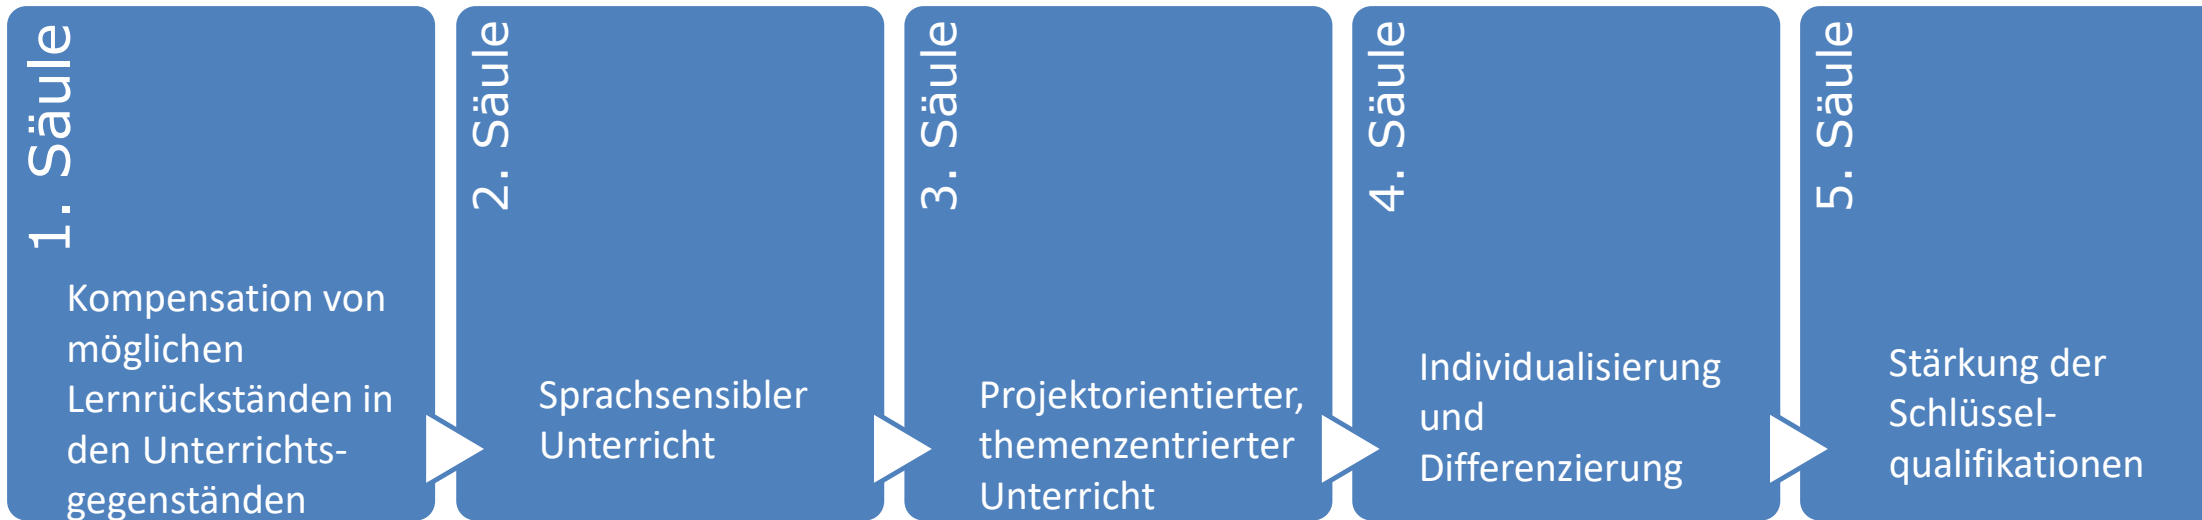 1. Säule
Kompensation von
möglichen
Lernrückständen in
den Unterrichts-
gegenständen
2. Säule
Sprachsensibler
Unterricht
3. Säule
Projektorientierter,
themenzentrierter
Unterricht
4. Säule
Individualisierung
und
Differenzierung
5. Säule
Stärkung der
Schlüssel-
qualifikationen